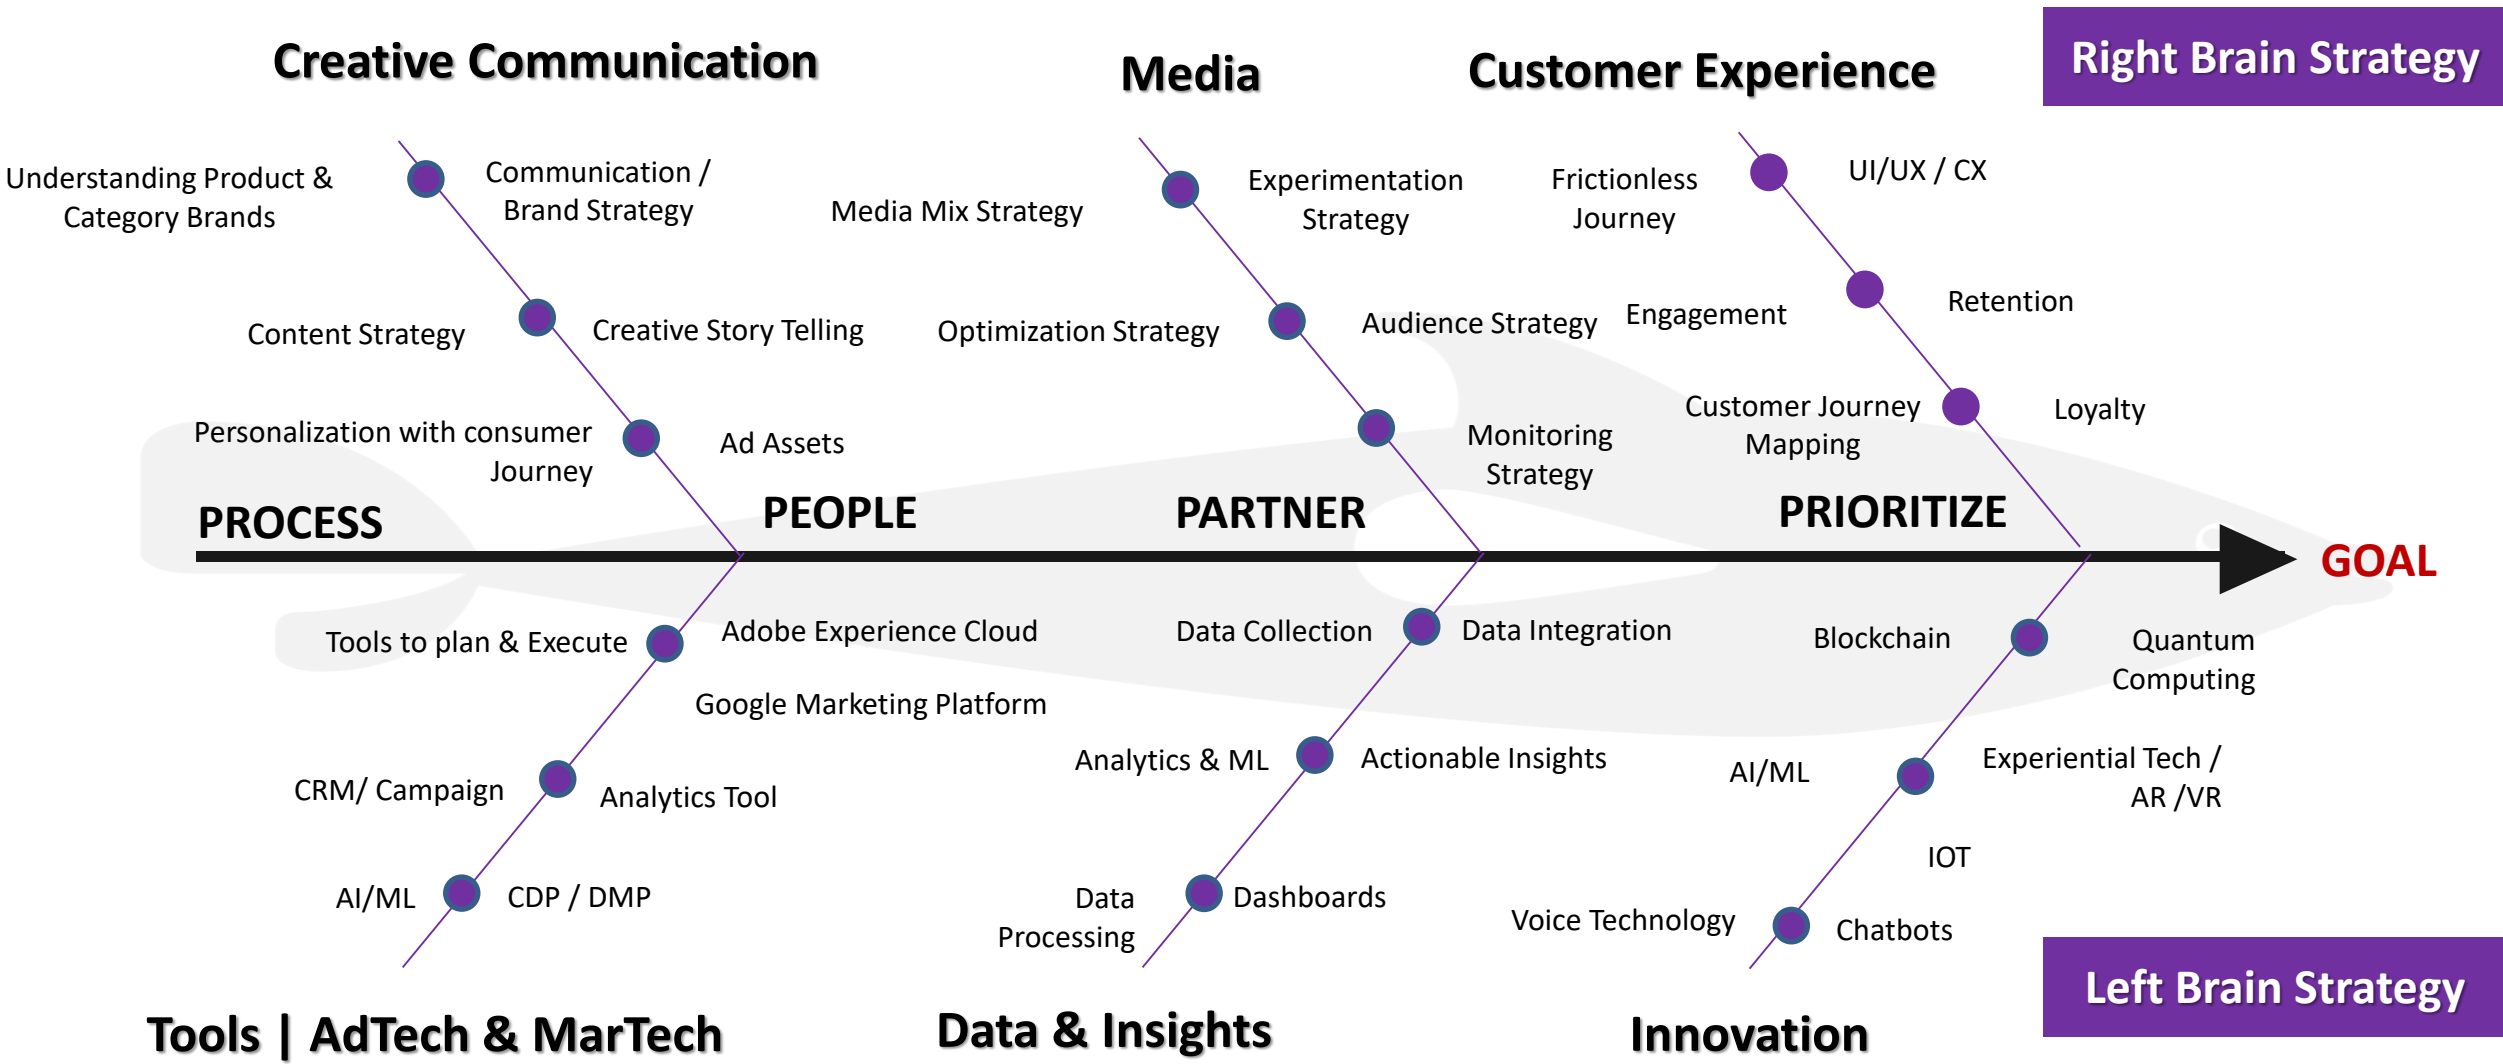 Creative Communication
Media
Customer Experience
Right Brain Strategy
Understanding Product &
Category Brands
Communication /
Brand Strategy
Content Strategy
Creative Story Telling
Personalization with consumer
Journey
Ad Assets
Media Mix Strategy
Experimentation
Strategy
Optimization Strategy
Audience Strategy
Monitoring
Strategy
Frictionless
Journey
UI/UX / CX
Engagement
Retention
Customer Journey
Mapping
Loyalty
PROCESS
PEOPLE
PARTNER
PRIORITIZE
GOAL
Tools to plan & Execute
Adobe Experience Cloud
Google Marketing Platform
CRM/ Campaign
Analytics Tool
AI/ML
CDP / DMP
Data Collection
Data Integration
Analytics & ML
Actionable Insights
Data
Processing
Dashboards
Blockchain
Quantum
Computing
AI/ML
Experiential Tech /
AR /VR
IOT
Voice Technology
Chatbots
Tools | AdTech & MarTech
Data & Insights
Innovation
Left Brain Strategy